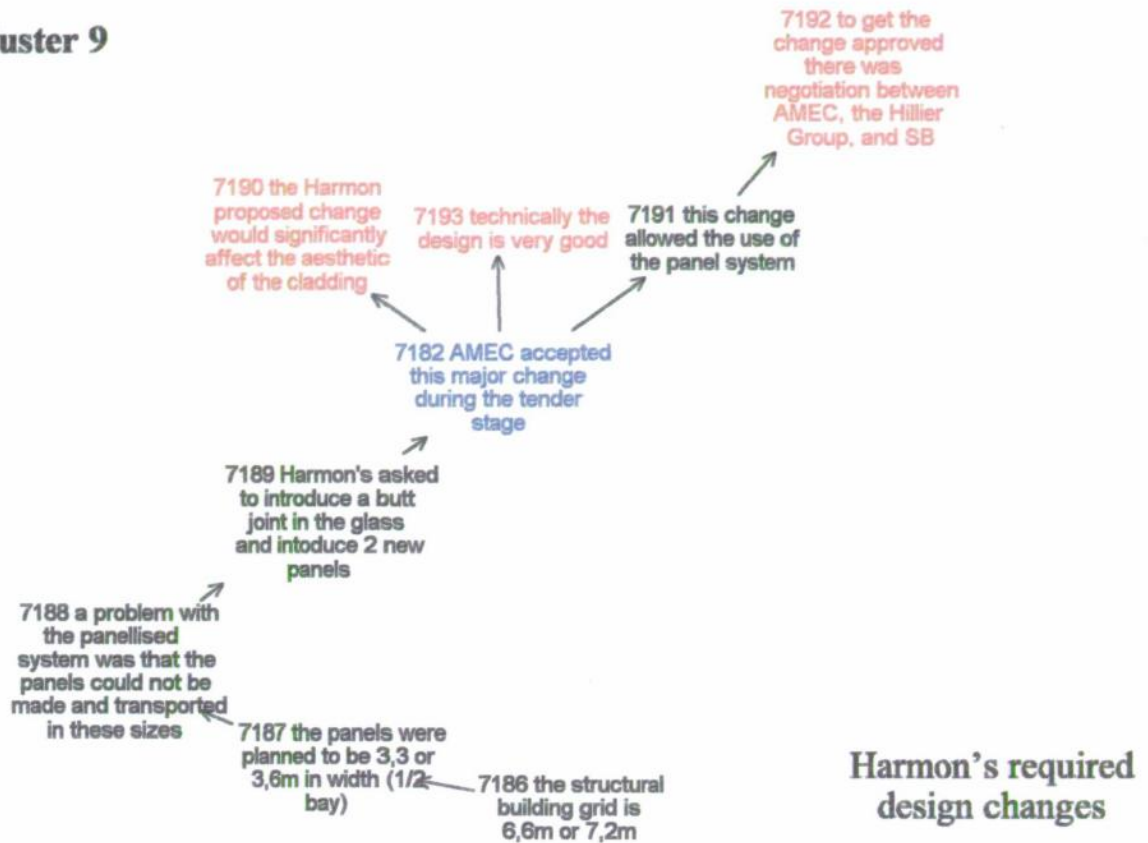 uster 9
7192 to get the
change approved
there was
negotiation between
AMEC, the Hillier
Group, and SB
7190 the Harmon
proposed change
would significantly
affect the aesthetic
of the cladding
7193 technically the
design is very good
7191 this change
allowed the use of
the panel system
7182 AMEC accepted
this major change
during the tender
stage
7189 Harmon's asked
to introduce a butt
joint in the glass
and intoduce 2 new
panels
7188 a problem with
the panellised
system was that the
panels could not be
made and transported
in these sizes
7187 the panels were
planned to be 3,3 or
3,6m in width (1/2
bay)
7186 the structural
building grid is
6,6m or 7,2m
Harmon's required
design changes